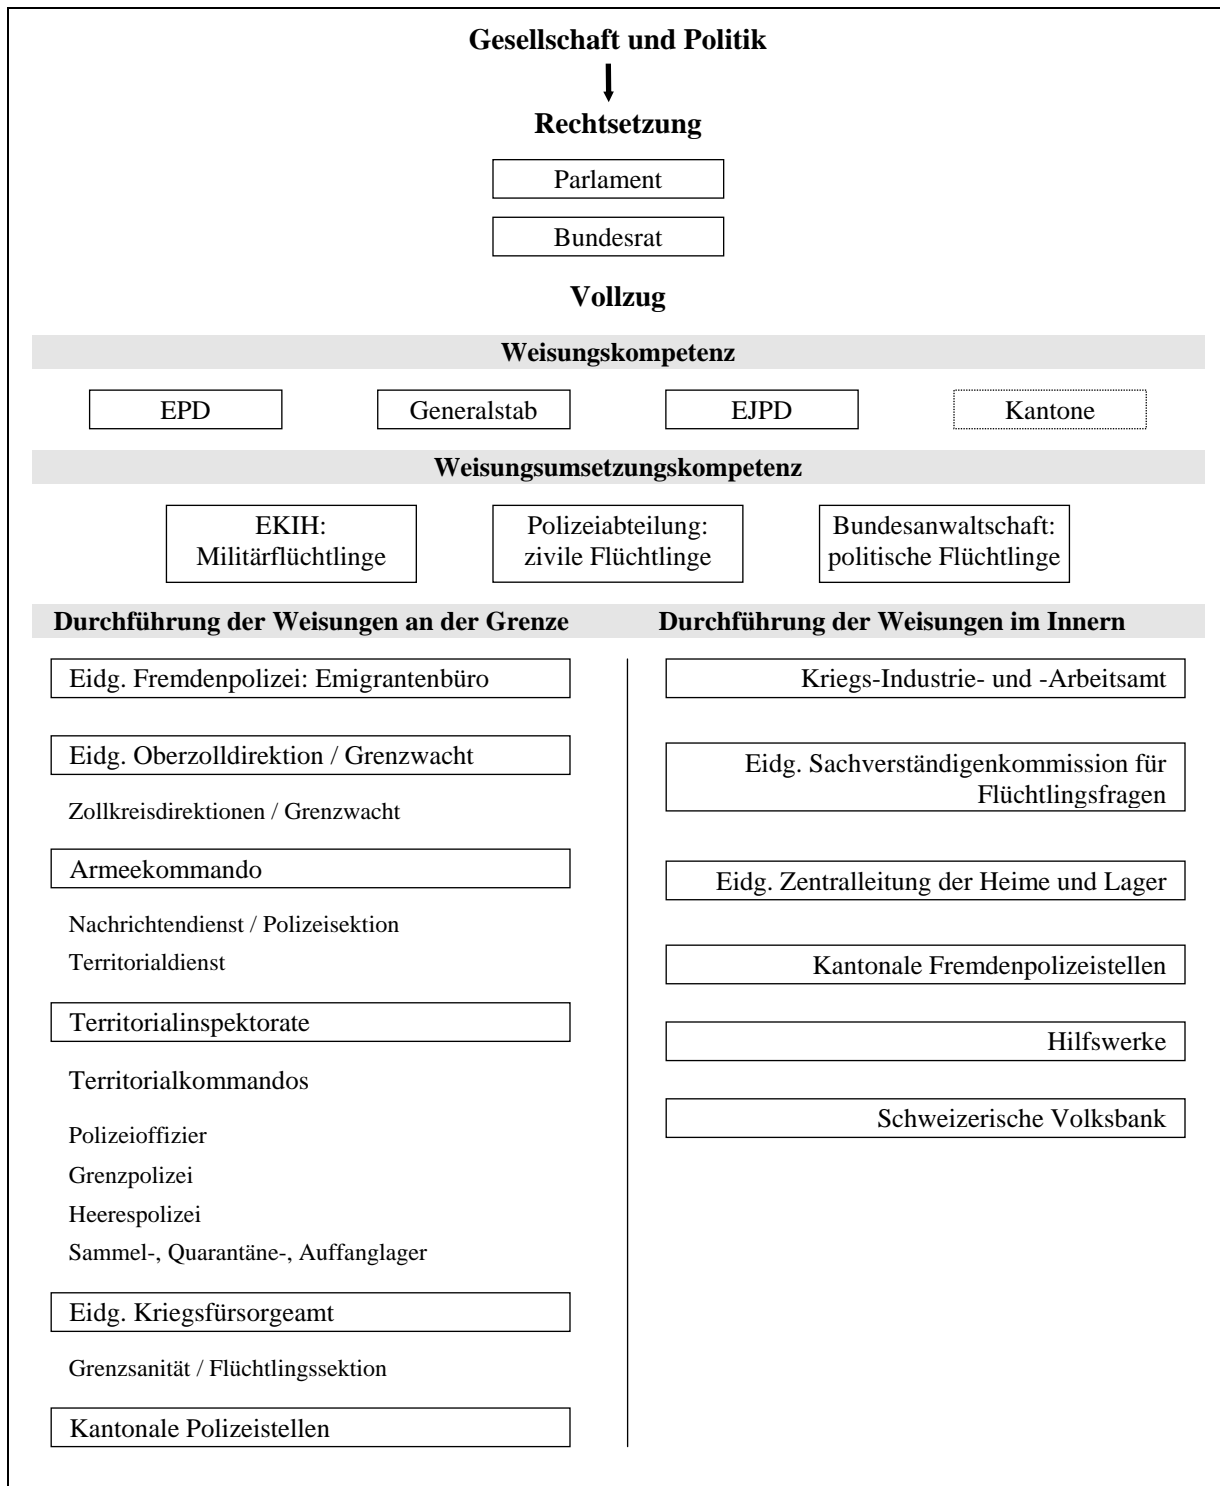 Gesellschaft und Politik
Rechtsetzung
Parlament
Bundesrat
Vollzug
Weisungskompetenz
EPD
Generalstab
EJPD
Kantone
Weisungsumsetzungskompetenz
EKIH:
Militärflüchtlinge
Polizeiabteilung:
zivile Flüchtlinge
Bundesanwaltschaft:
politische Flüchtlinge
Durchführung der Weisungen an der Grenze
Eidg. Fremdenpolizei: Emigrantenbüro
Eidg. Oberzolldirektion / Grenzwacht
Zollkreisdirektionen / Grenzwacht
Armeekommando
Nachrichtendienst / Polizeisektion
Territorialdienst
Territorialinspektorate
Territorialkommandos
Polizeioffizier
Grenzpolizei
Heerespolizei
Sammel-, Quarantäne-, Auffanglager
Eidg. Kriegsfürsorgeamt
Grenzsanität / Flüchtlingssektion
Kantonale Polizeistellen
Durchführung der Weisungen im Innern
Kriegs-Industrie- und -Arbeitsamt
Eidg. Sachverständigenkommission für
Flüchtlingsfragen
Eidg. Zentralleitung der Heime und Lager
Kantonale Fremdenpolizeistellen
Hilfswerke
Schweizerische Volksbank